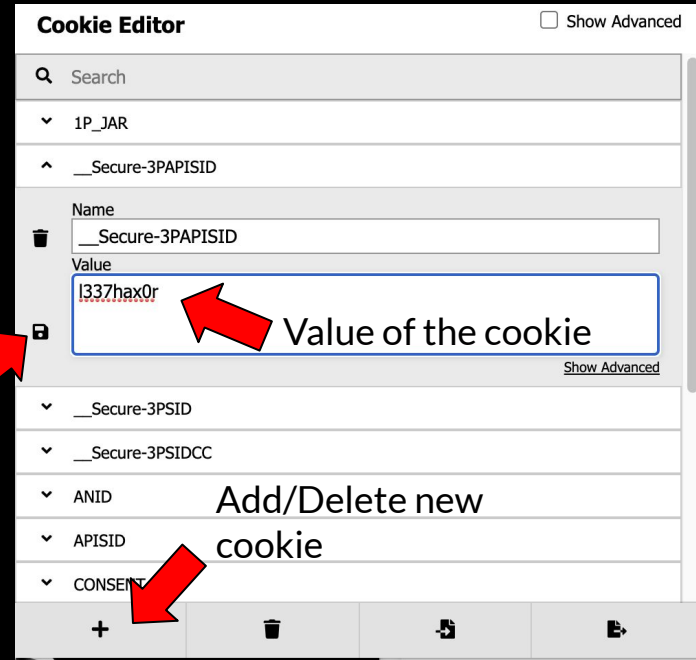 Cookie Editor
Show Advanced
Search
1P_JAR
__Secure-3PAPISID
Name
__Secure-3PAPISID
Value
l337hax0r
Value of the cookie
Show Advanced
__Secure-3PSID
__Secure-3PSIDCC
ANID
Add/Delete new
APISID
cookie
CONSENT